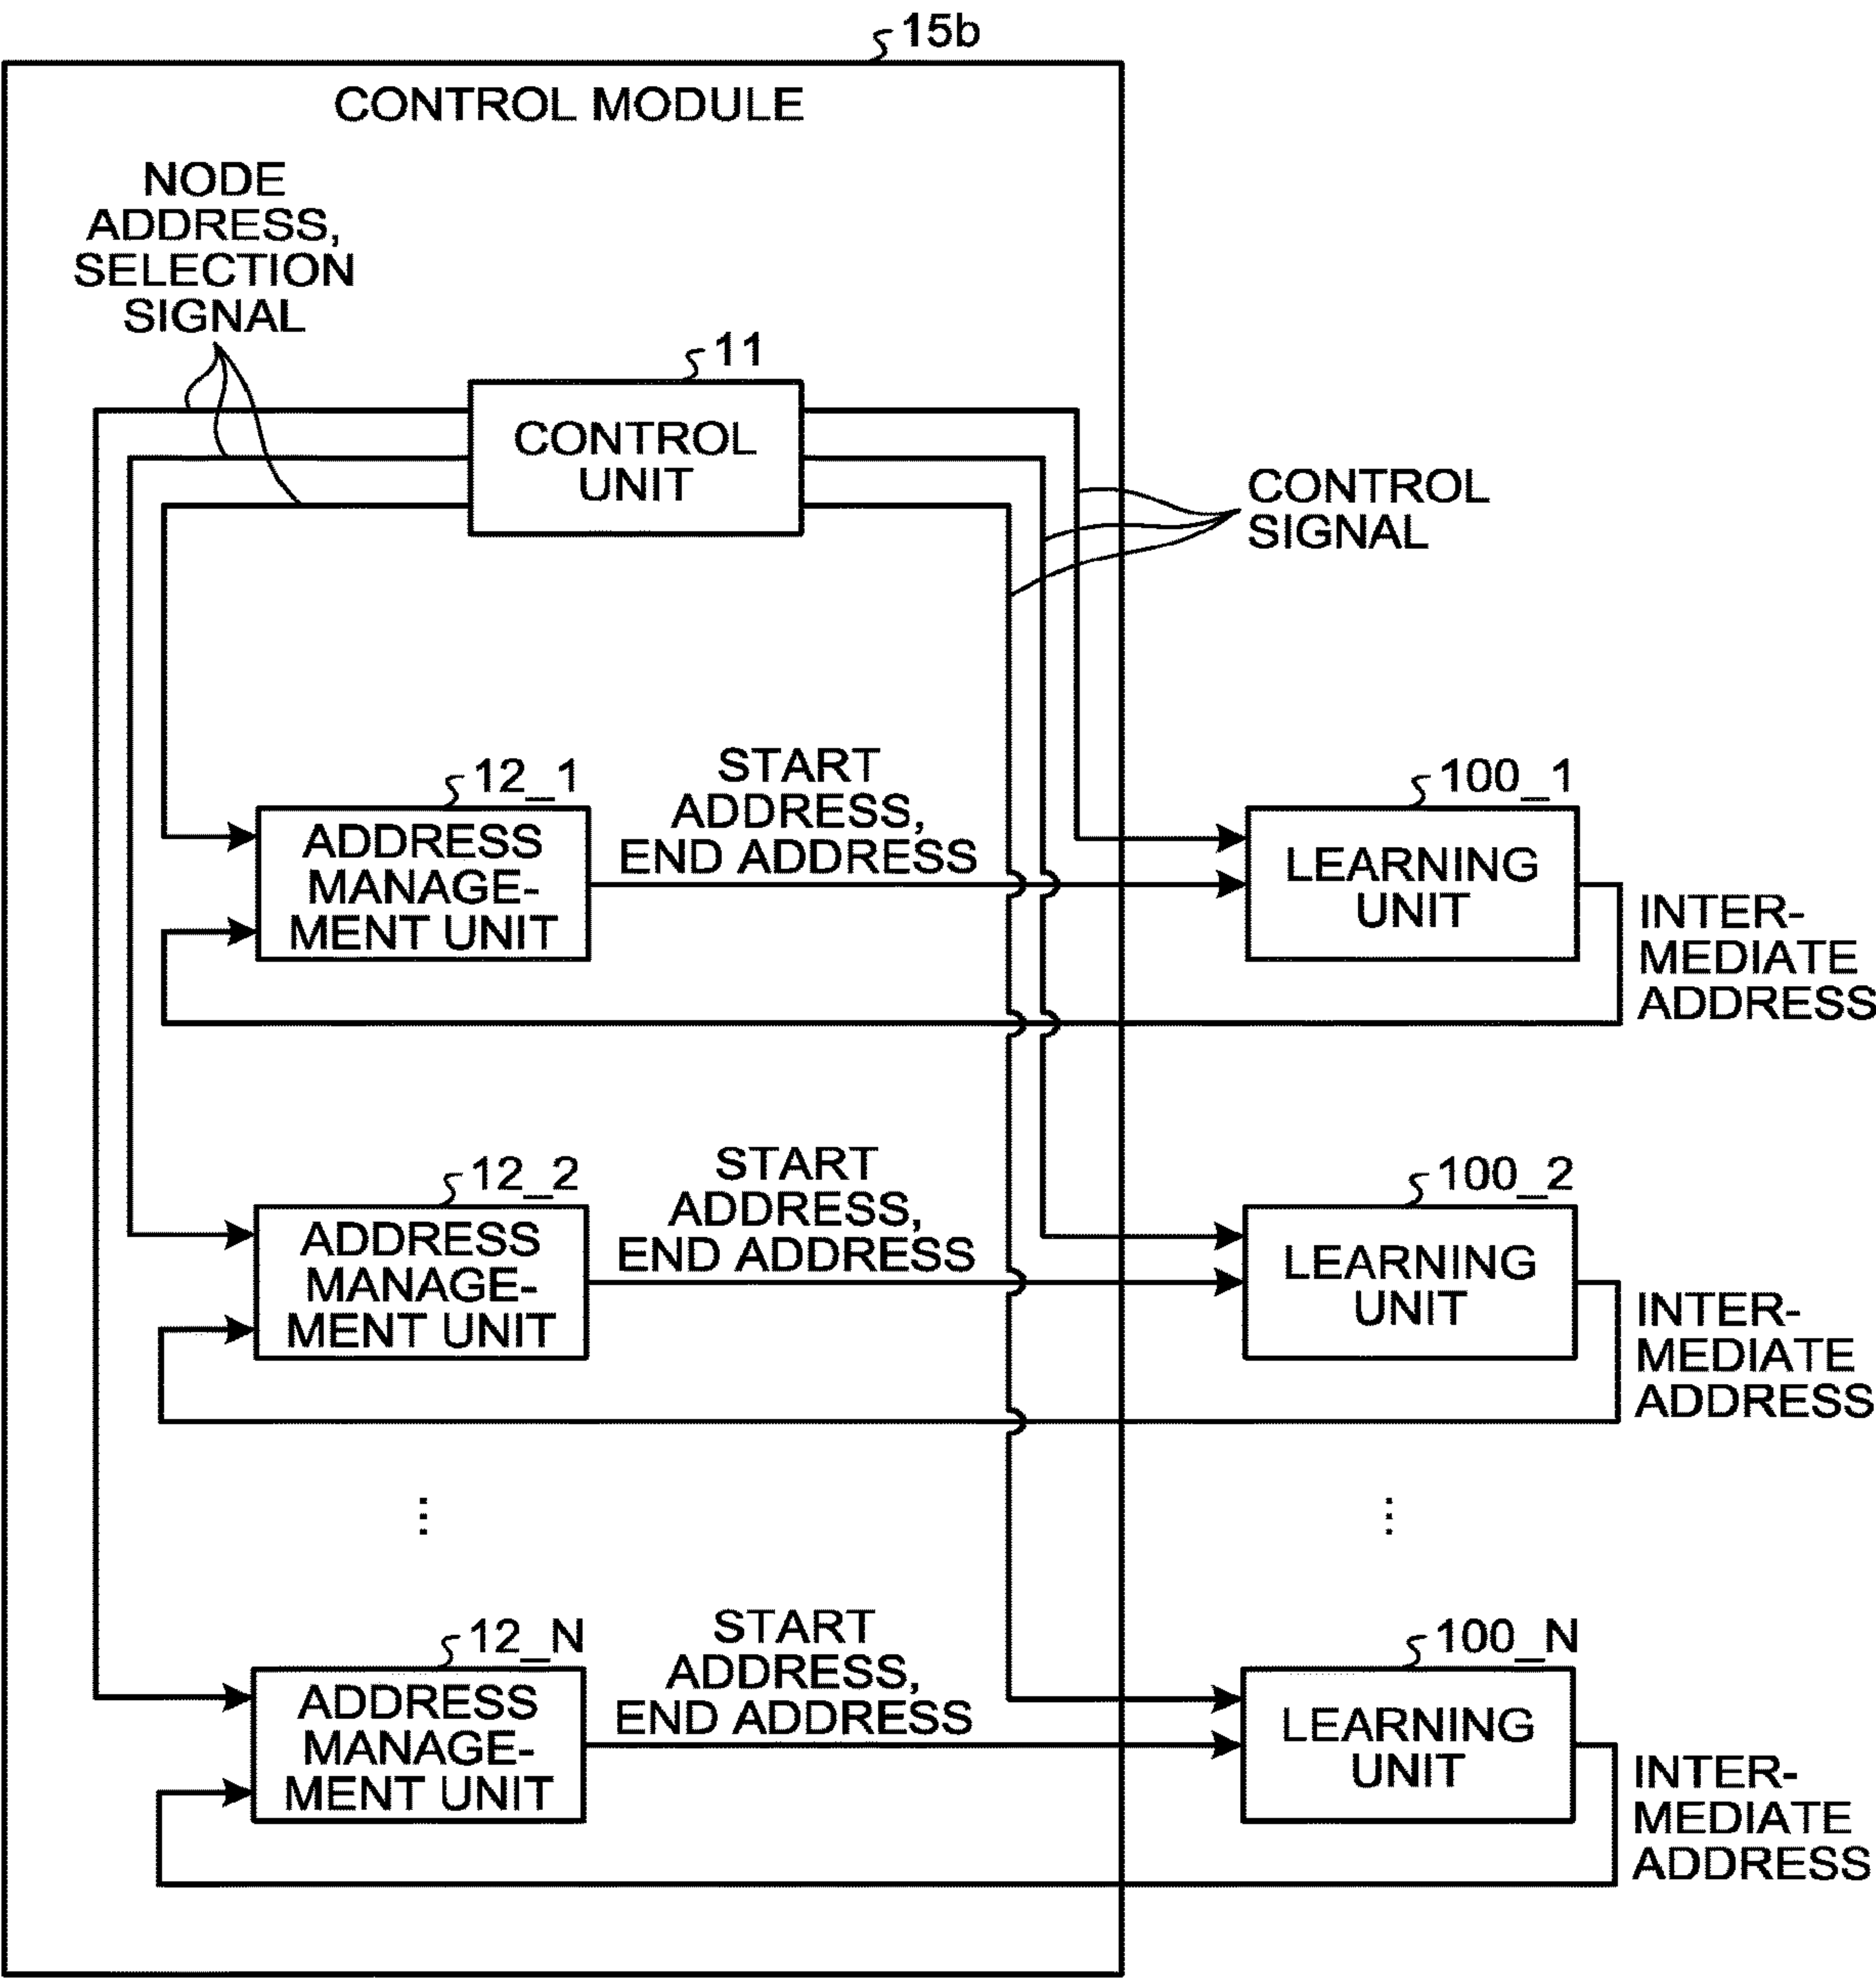 15b
CONTROL MODULE
NODE
ADDRESS,
SELECTION
SIGNAL
11
CONTROL
UNIT
CONTROL
SIGNAL
12_1
ADDRESS
MANAGE-
MENT UNIT
START
ADDRESS,
END ADDRESS
100_1
LEARNING
UNIT
INTER-
MEDIATE
ADDRESS
12_2
ADDRESS
MANAGE-
MENT UNIT
START
ADDRESS,
END ADDRESS
100_2
LEARNING
UNIT
INTER-
MEDIATE
ADDRESS
12_N
ADDRESS
MANAGE-
MENT UNIT
START
ADDRESS,
END ADDRESS
100_N
LEARNING
UNIT
INTER-
MEDIATE
ADDRESS